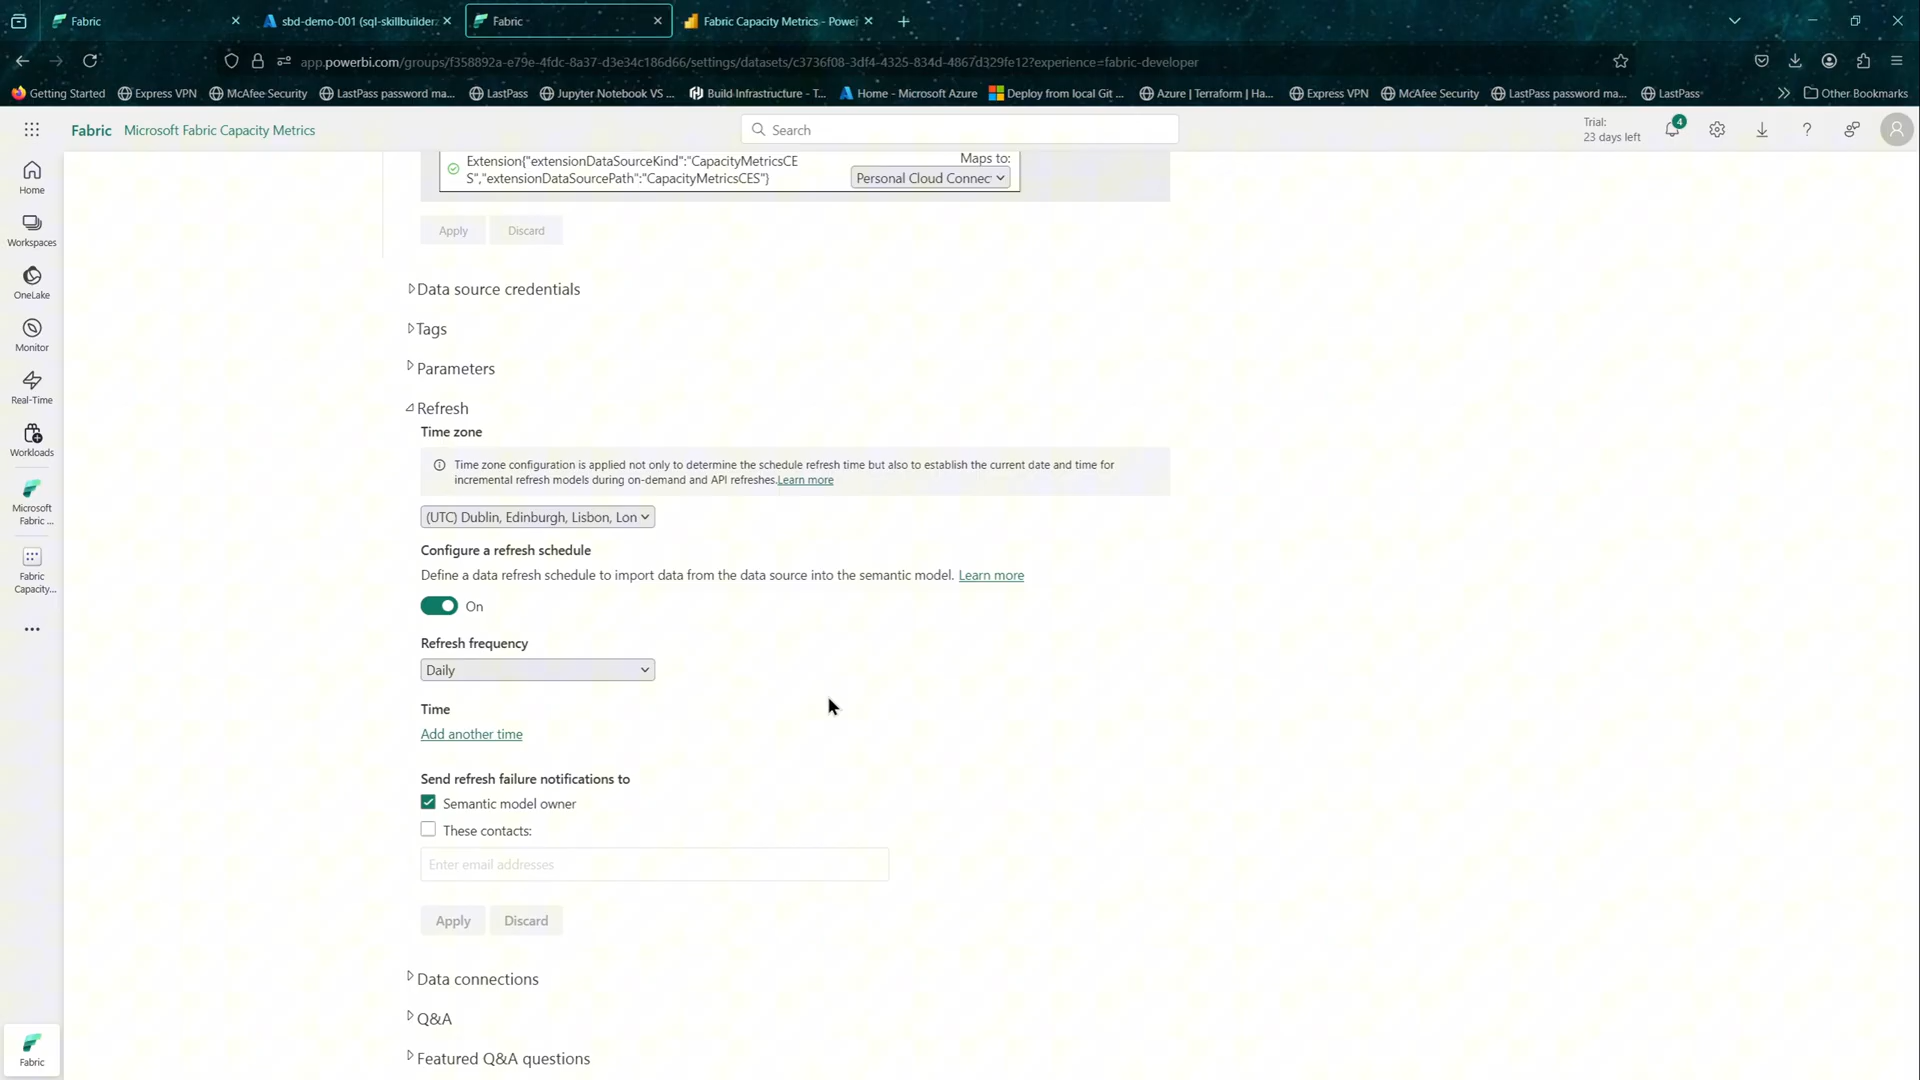 Fabric
sbd-demo-001 (sql-skillbuilder
Fabric
Fabric Capacity Metrics - Powe
app.powerbi.com/groups/f358892a-e79e-4fdc-8a37-d3e34c186d66/settings/datasets/c3736f08-3df4-4325-834d-4867d329fe12?experience=fabric-developer
Getting Started
Express VPN
McAfee Security
LastPass password ma...
LastPass
Jupyter Notebook VS ...
Build Infrastructure - T...
Home - Microsoft Azure
Deploy from local Git ...
Azure | Terraform | Ha...
Express VPN
McAfee Security
LastPass password ma...
LastPass
Other Bookmarks
Fabric Microsoft Fabric Capacity Metrics
Search
Trial:
23 days left
4
Home
Workspaces
OneLake
Monitor
Real-Time
Workloads
Microsoft
Fabric ...
Fabric
Capacity...
Fabric
Extension{"extensionDataSourceKind":"CapacityMetricsCE
S","extensionDataSourcePath":"CapacityMetricsCES"}
Maps to:
Personal Cloud Connec
Apply
Discard
Data source credentials
Tags
Parameters
Refresh
Time zone
Time zone configuration is applied not only to determine the schedule refresh time but also to establish the current date and time for
incremental refresh models during on-demand and API refreshes.Learn more
(UTC) Dublin, Edinburgh, Lisbon, Lon
Configure a refresh schedule
Define a data refresh schedule to import data from the data source into the semantic model. Learn more
On
Refresh frequency
Daily
Time
Add another time
Send refresh failure notifications to
Semantic model owner
These contacts:
Enter email addresses
Apply
Discard
Data connections
Q&A
Featured Q&A questions